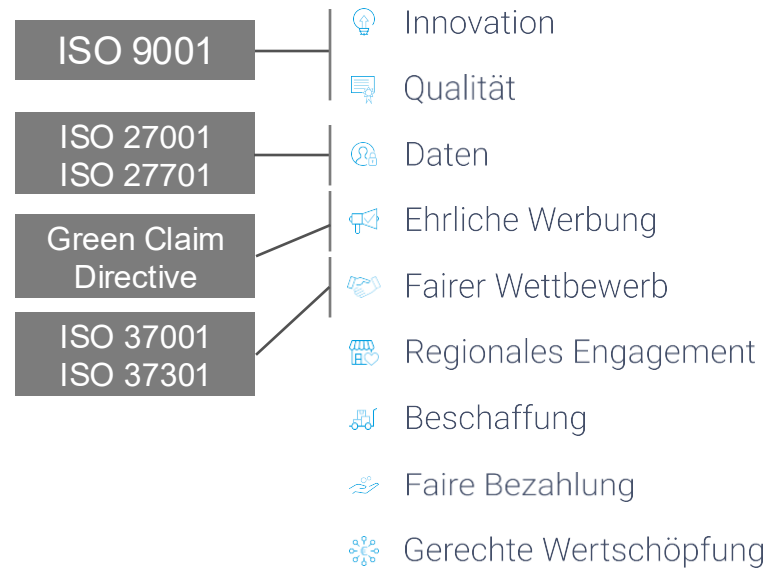 ISO 9001
ISO 27001
ISO 27701
Green Claim
Directive
ISO 37001
ISO 37301
Innovation
Qualität
Daten
Ehrliche Werbung
Fairer Wettbewerb
Regionales Engagement
Beschaffung
Faire Bezahlung
Gerechte Wertschöpfung